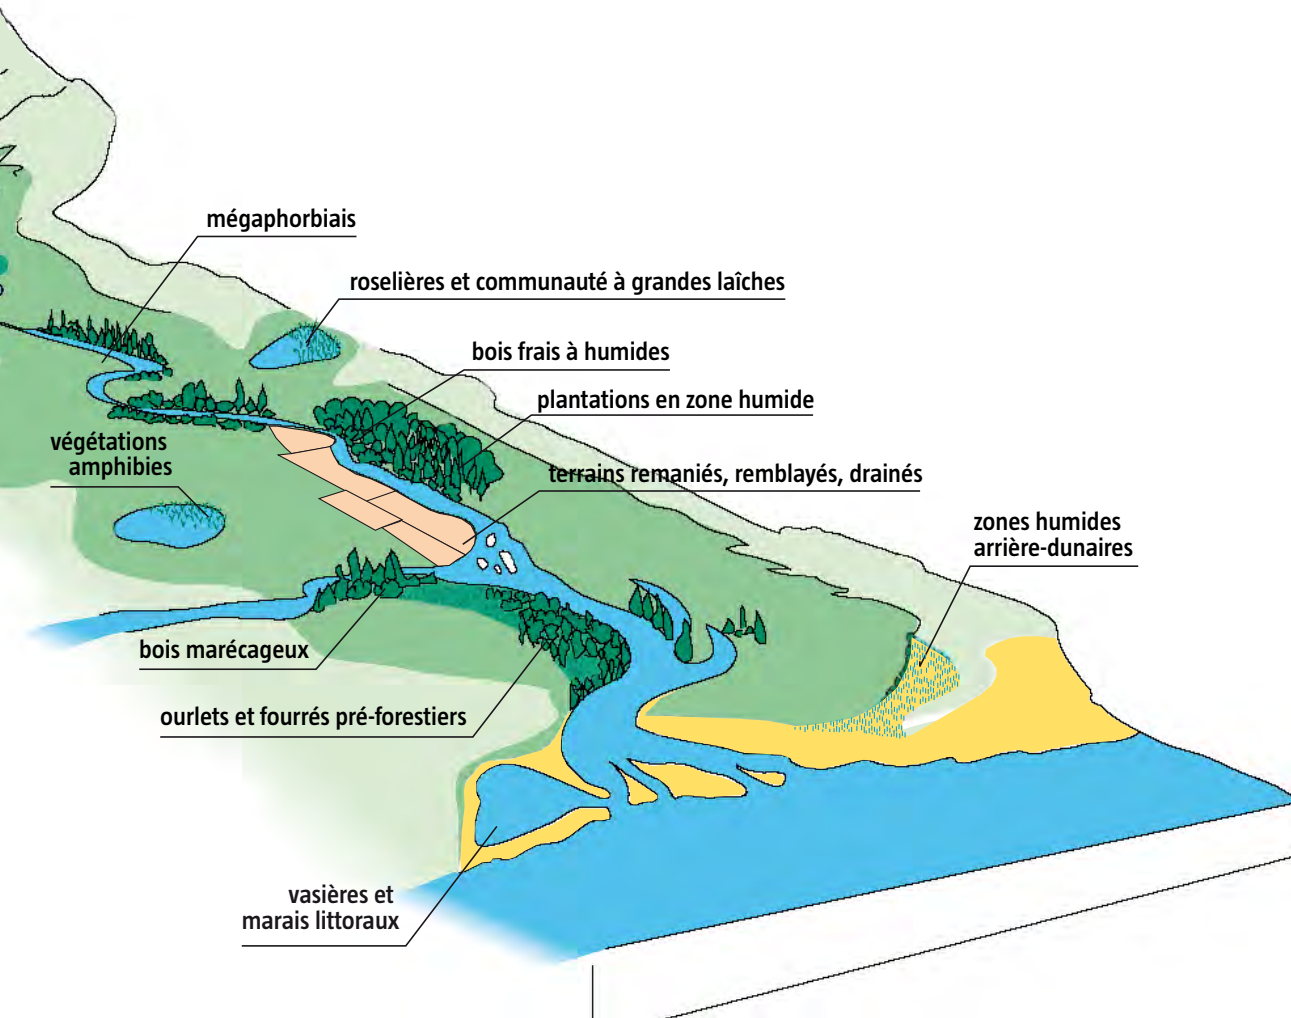 mégaphorbiais
roselières et communauté à grandes laîches
bois frais à humides
plantations en zone humide
végétations
amphibies
terrains remaniés, remblayés, drainés
zones humides
arrière-dunaires
bois marécageux
ourlets et fourrés pré-forestiers
vasières et
marais littoraux